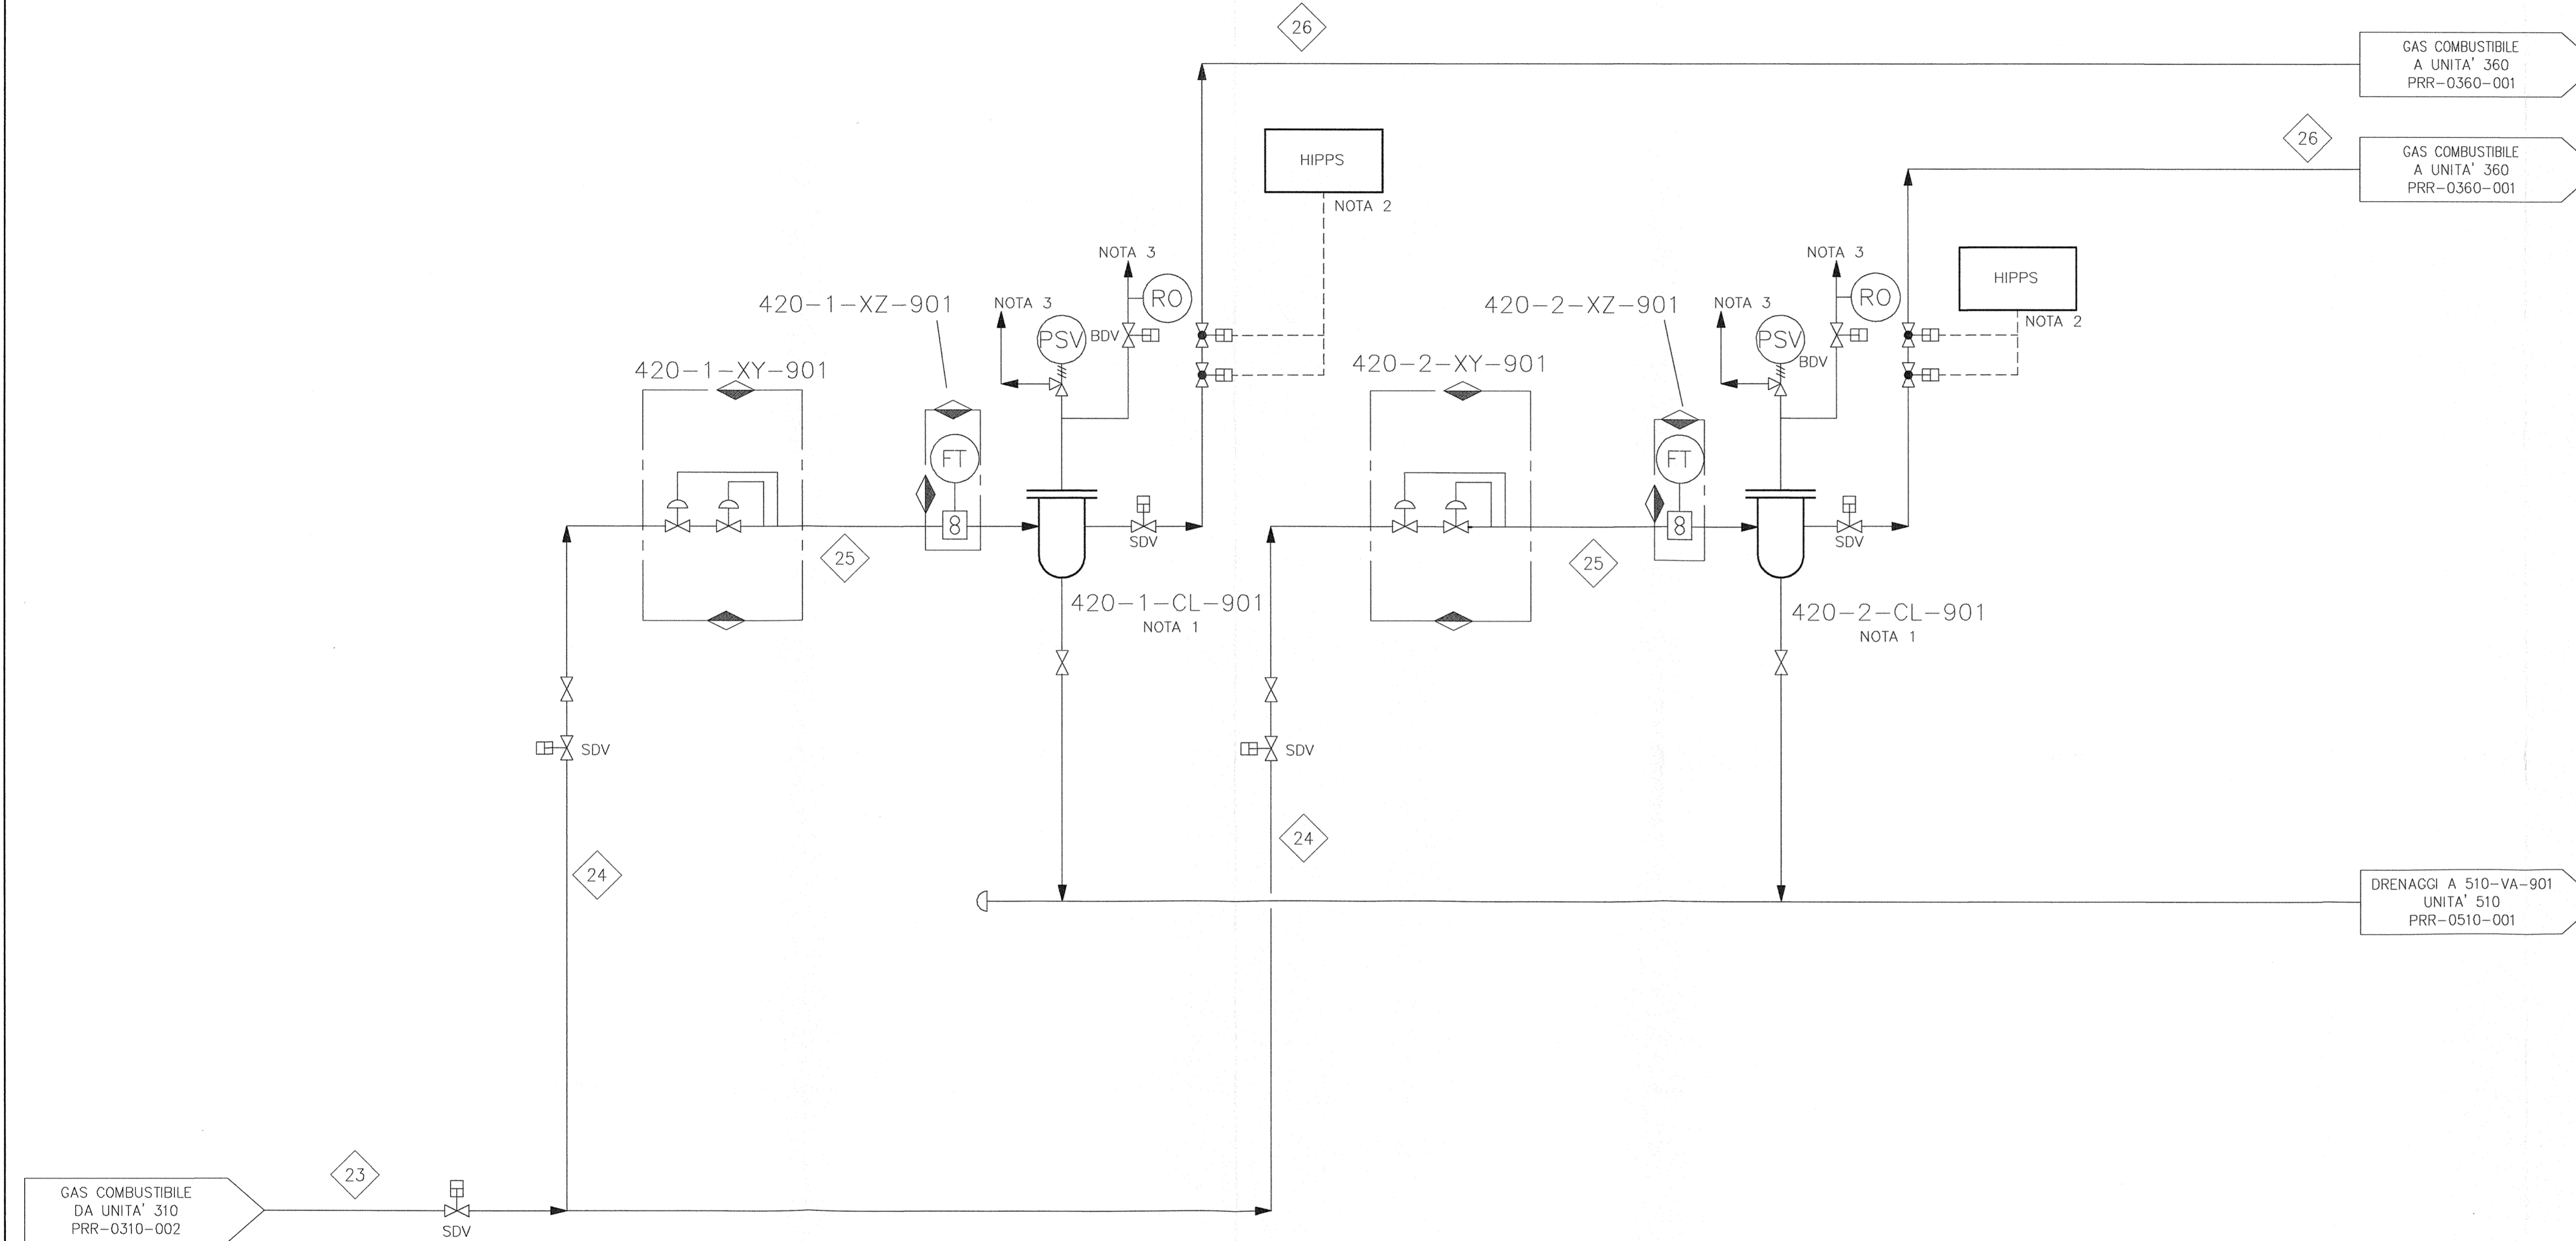 26
GAS COMBUSTIBILE
A UNITA' 360
PRR-0360-001
26
GAS COMBUSTIBILE
A UNITA' 360
PRR-0360-001
HIPPS
NOTA 2
HIPPS
NOTA 2
NOTA 3
RO
420-1-XZ-901
NOTA 3
PSV
BDV
NOTA 3
RO
420-2-XZ-901
NOTA 3
PSV
BDV
420-1-XY-901
420-2-XY-901
FT
8
SDV
25
FT
8
SDV
25
420-1-CL-901
NOTA 1
420-2-CL-901
NOTA 1
SDV
SDV
24
24
DRENAGGI A 510-VA-901
UNITA' 510
PRR-0510-001
23
GAS COMBUSTIBILE
DA UNITA' 310
PRR-0310-002
SDV